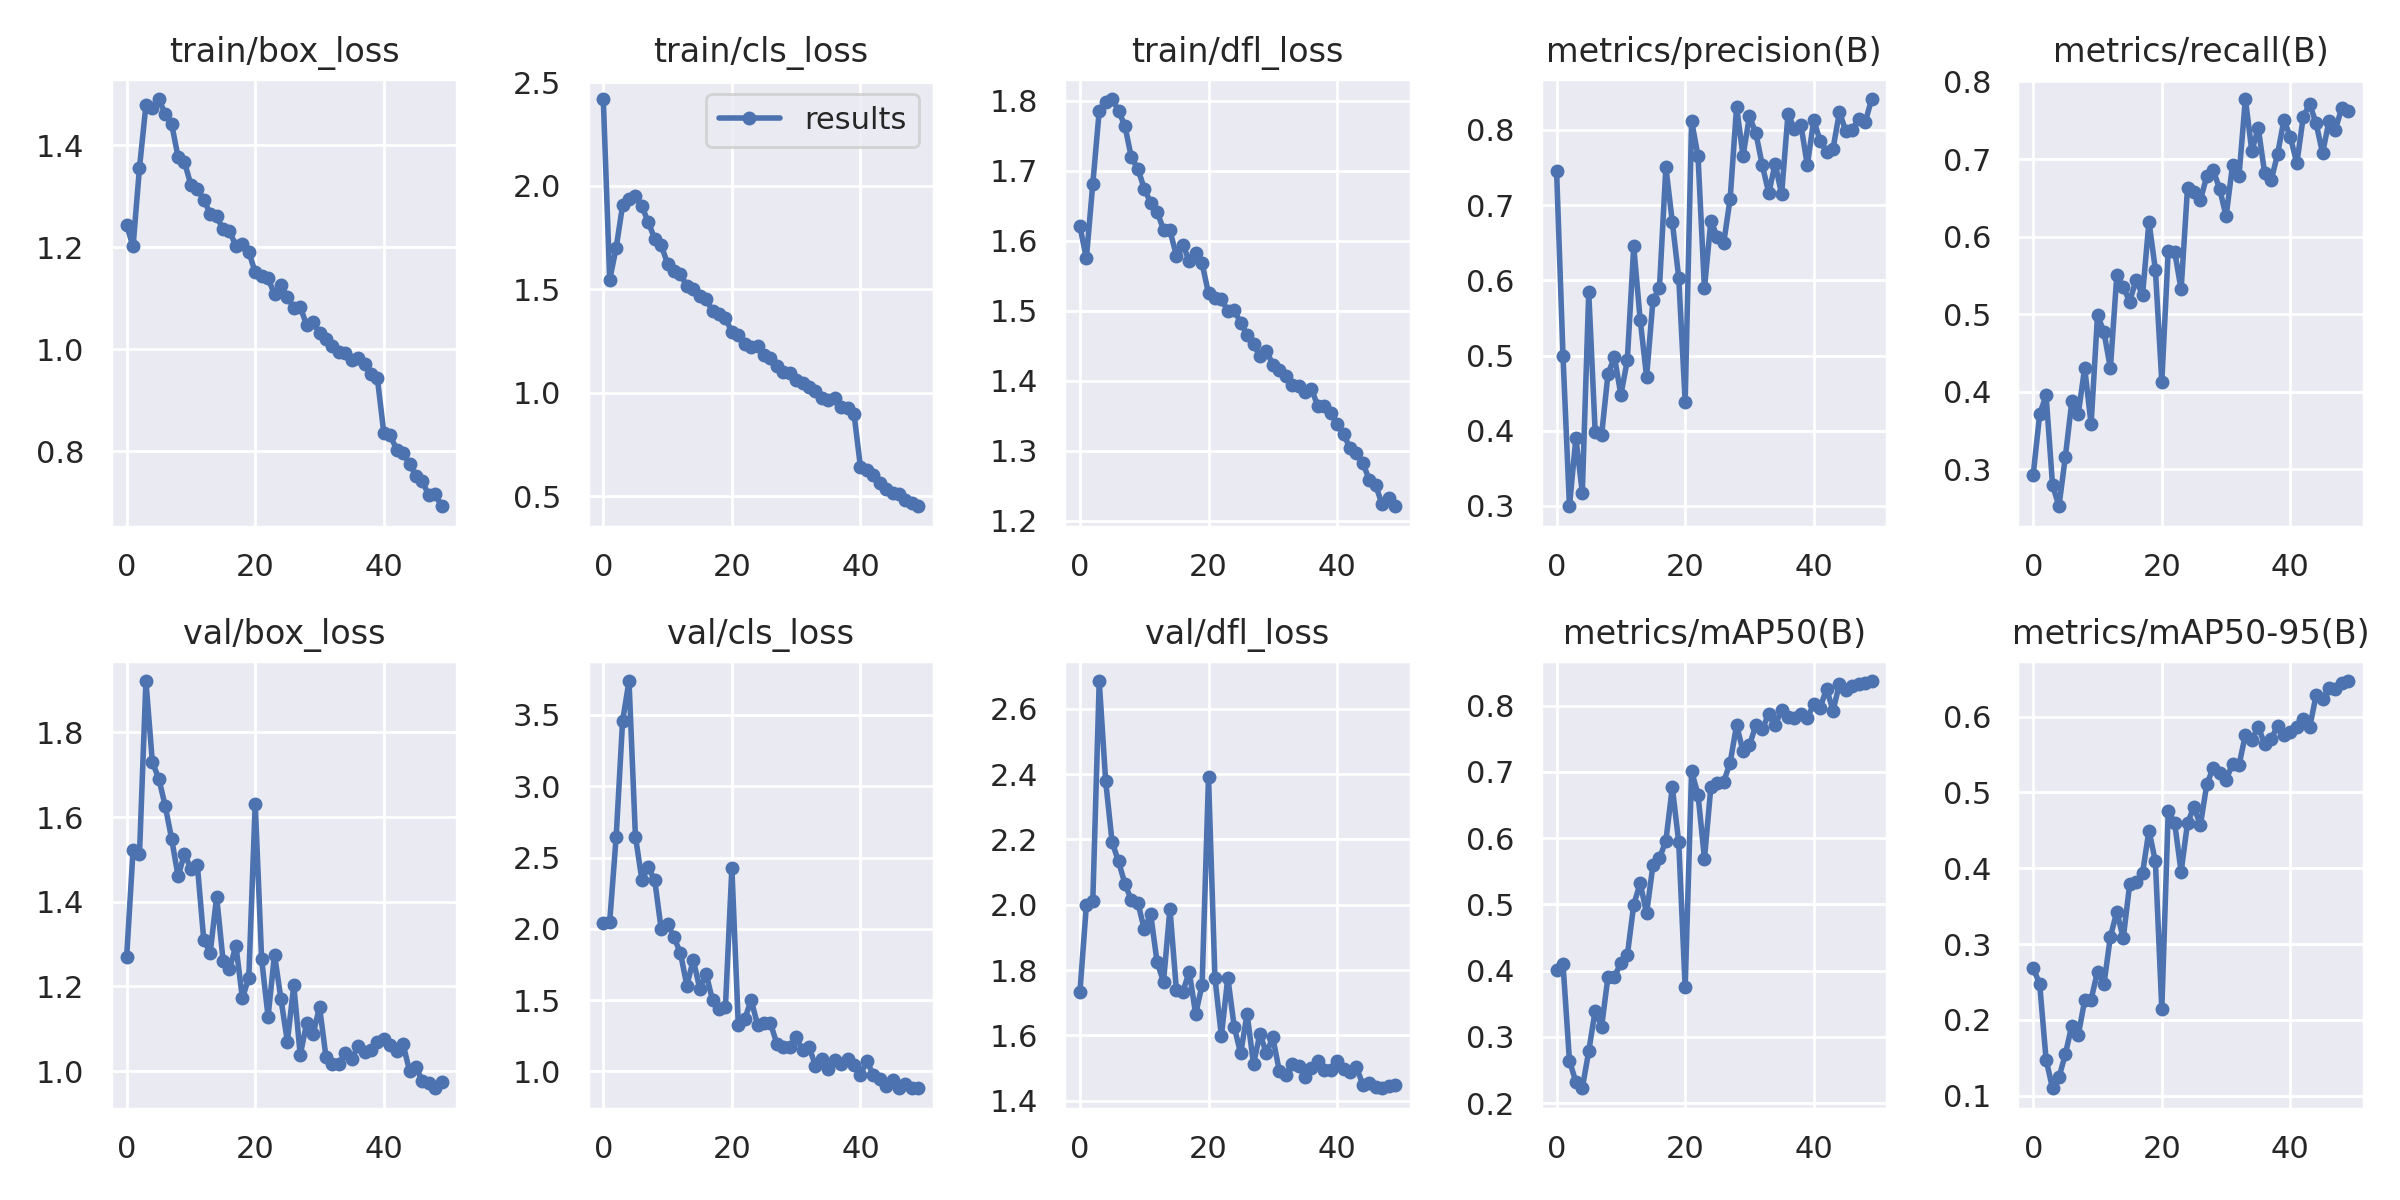 train/box_loss
1.4
1.2
1.0
0.8
0 20 40
train/cls_loss
results
2.5
2.0
1.5
1.0
0.5
0 20 40
train/dfl_loss
1.8
1.7
1.6
1.5
1.4
1.3
1.2
0 20 40
metrics/precision(B)
0.8
0.7
0.6
0.5
0.4
0.3
0 20 40
metrics/recall(B)
0.8
0.7
0.6
0.5
0.4
0.3
0 20 40
val/box_loss
1.8
1.6
1.4
1.2
1.0
0 20 40
val/cls_loss
3.5
3.0
2.5
2.0
1.5
1.0
0 20 40
val/dfl_loss
2.6
2.4
2.2
2.0
1.8
1.6
1.4
0 20 40
metrics/mAP50(B)
0.8
0.7
0.6
0.5
0.4
0.3
0.2
0 20 40
metrics/mAP50-95(B)
0.6
0.5
0.4
0.3
0.2
0.1
0 20 40